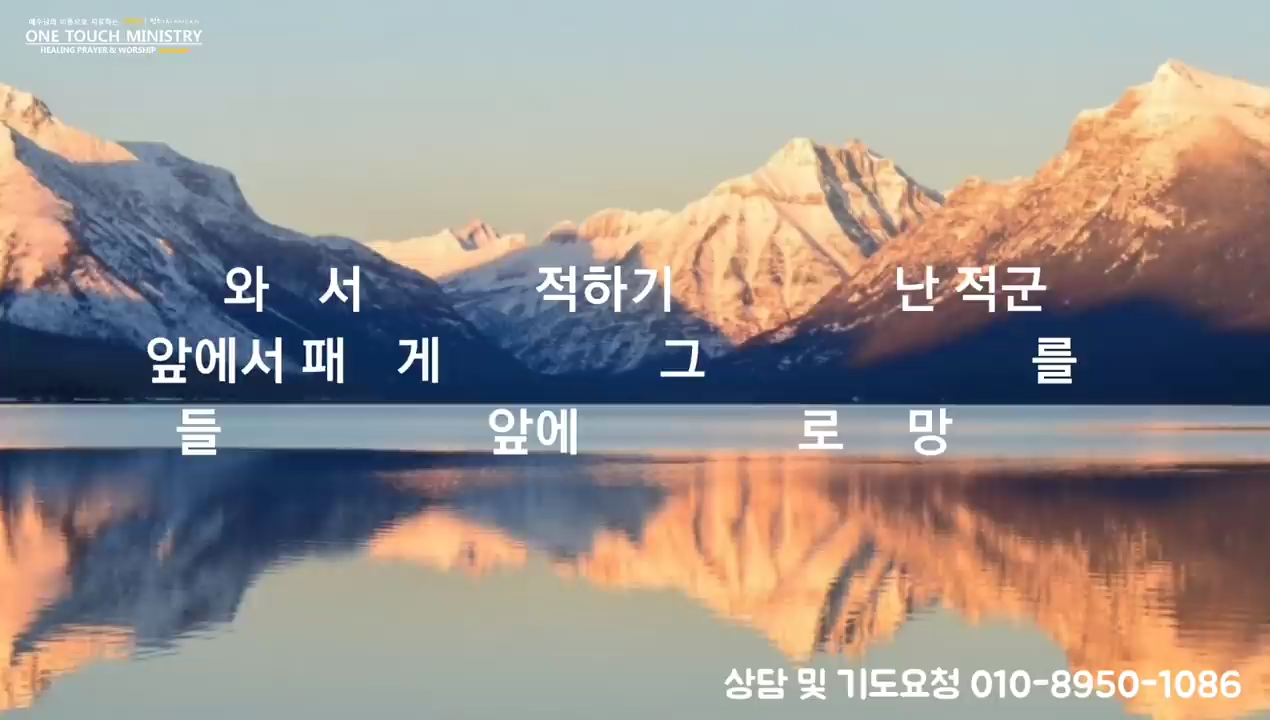 예수님의 이름으로 치료하는
ONE TOUCH MINISTRY
HEALING PRAYER & WORSHIP
와 서 적하기 난 적군
앞에서 패 게 그 를
들 앞에 로 망
상담 및 기도요청 010-8950-1086